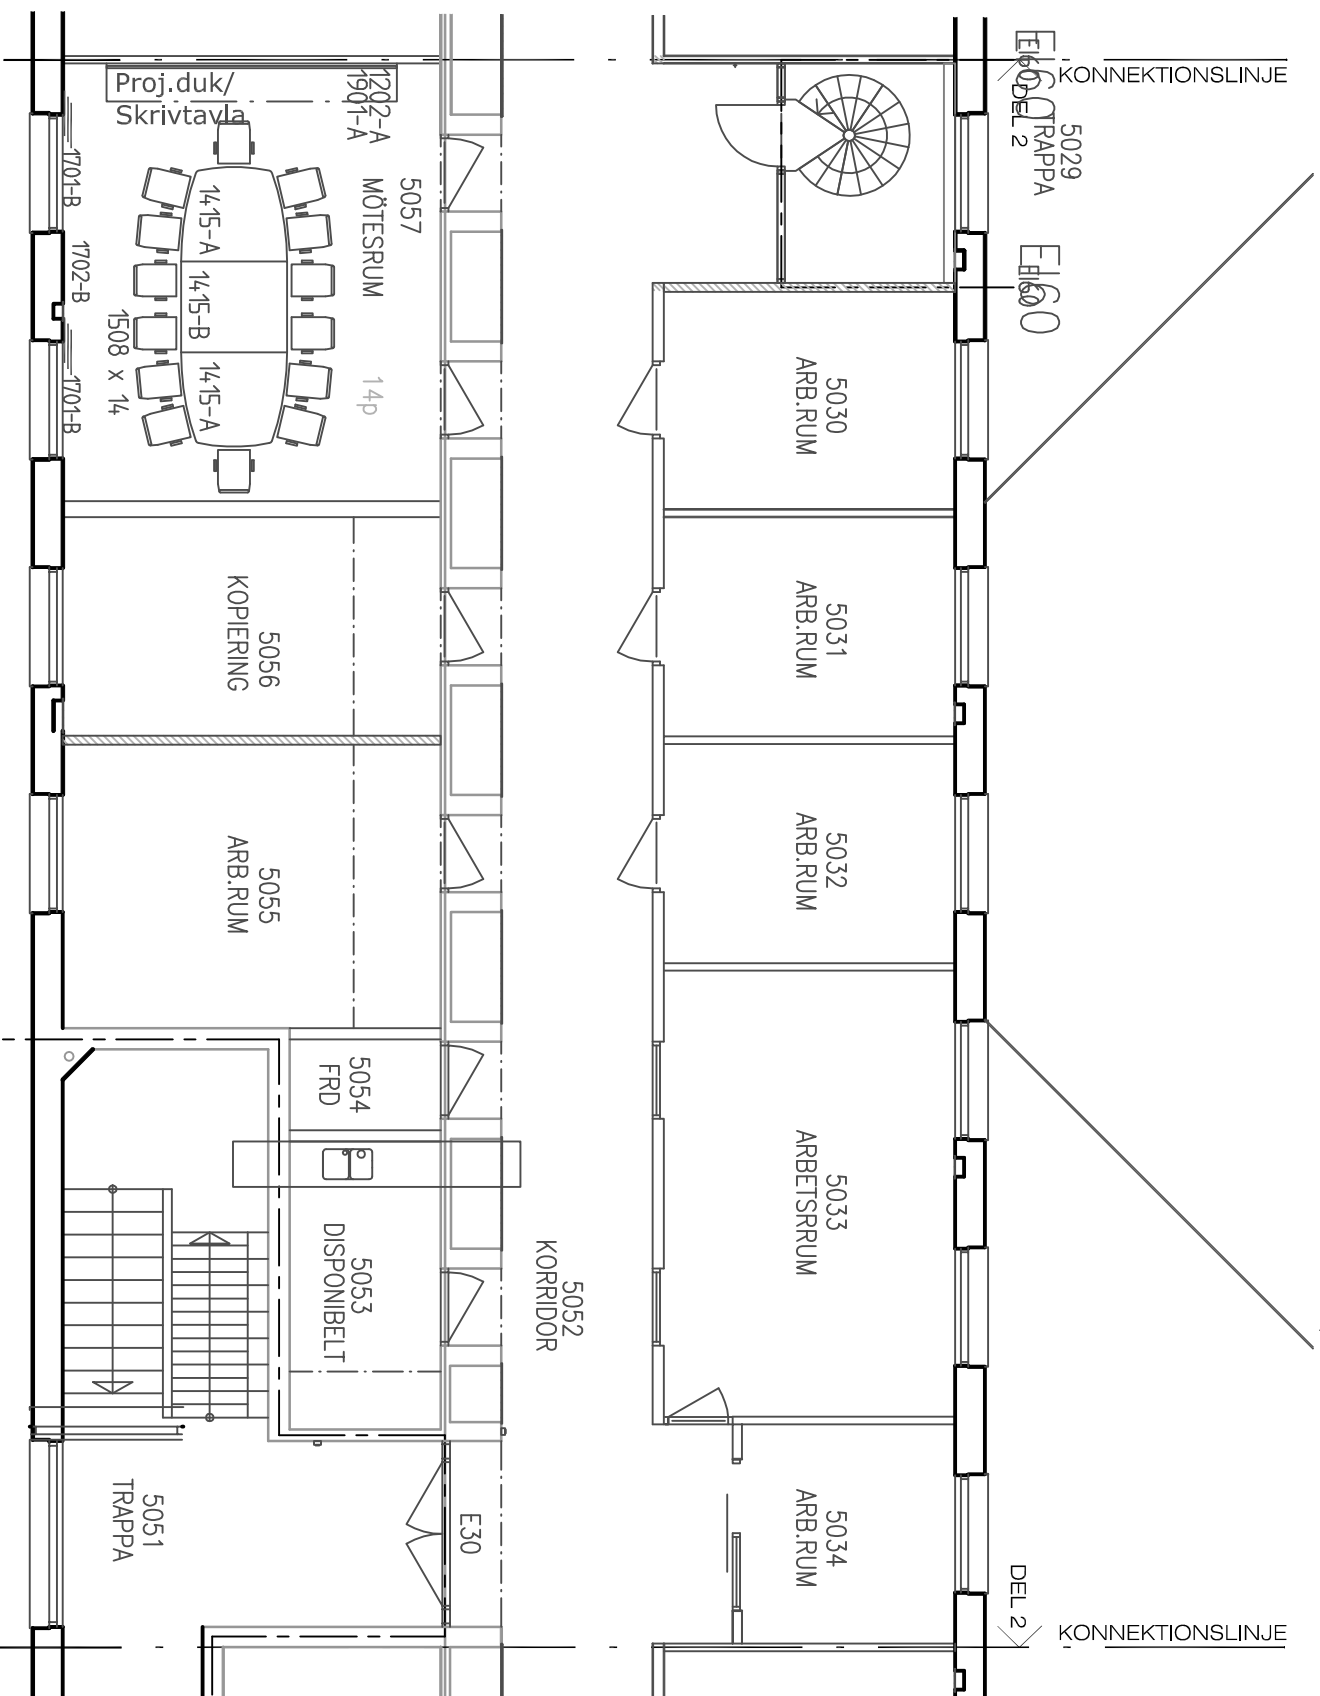 KONNEKTIONSLINJE
EI60
EI60
DEL 2
5029
TRAPPA
EI60
EI60
Proj.duk/
Skrivtavla
1202-A
1901-A
5057
MÖTESRUM
14p
1701-B
1702-B
1701-B
1415-A
1415-B
1415-A
1508 x 14
5030
ARB.RUM
5031
ARB.RUM
5056
KOPIERING
5032
ARB.RUM
5055
ARB.RUM
5054
FRD
5033
ARBETSRRUM
5053
DISPONIBELT
5052
KORRIDOR
E30
5051
TRAPPA
5034
ARB.RUM
DEL 2
KONNEKTIONSLINJE